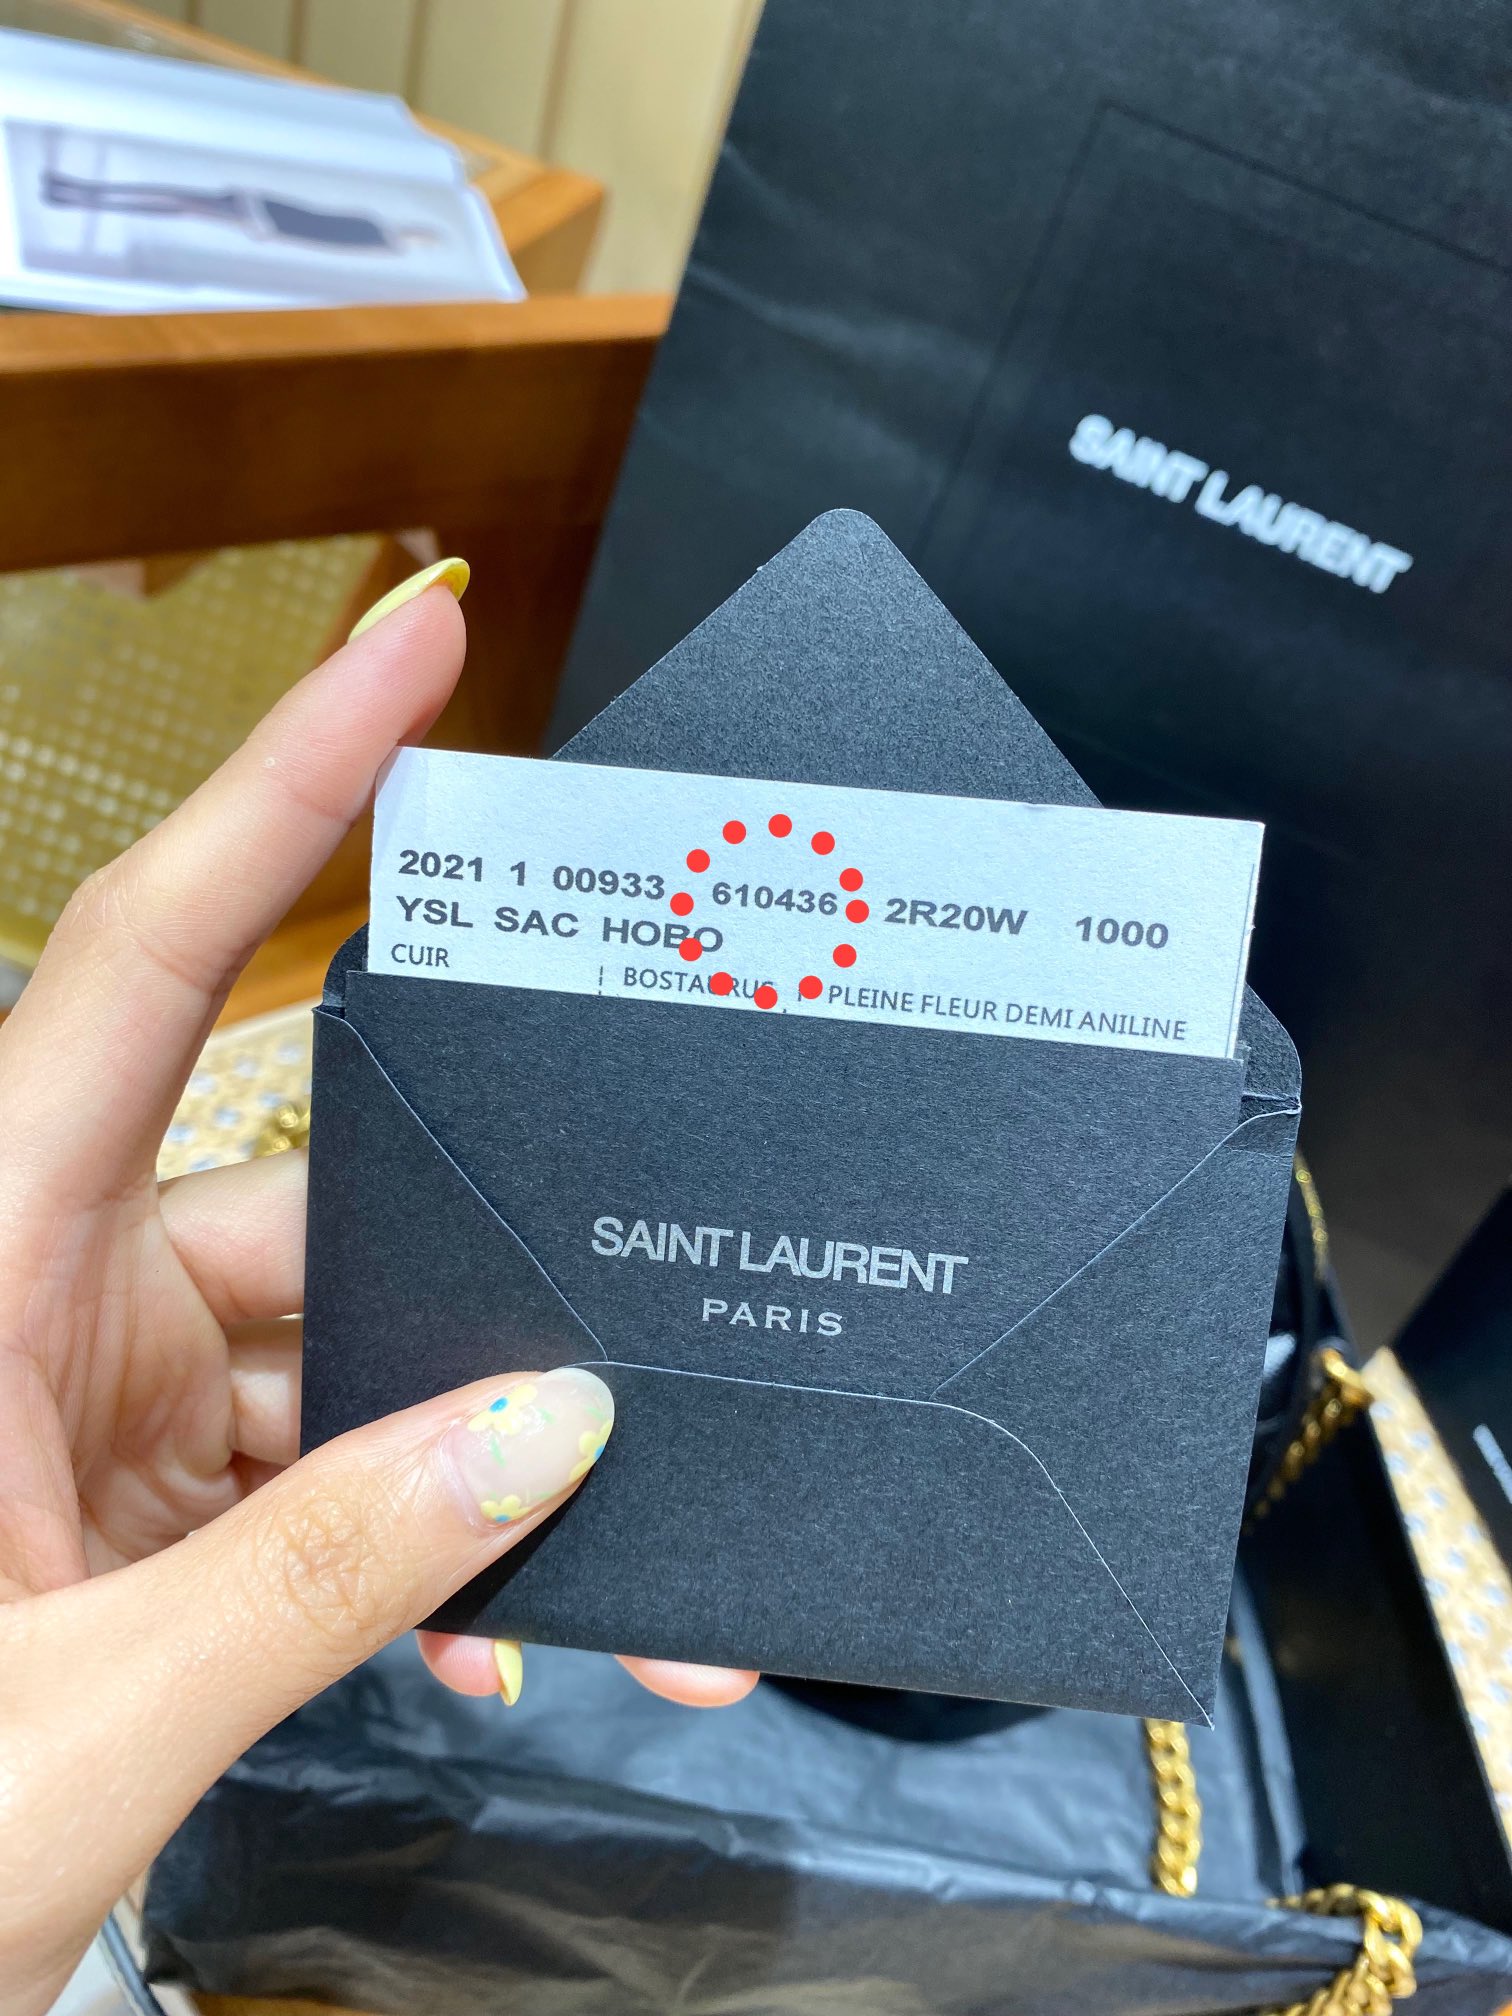 SAINT LAURENT
2021 1 00933 610436 2R20W 1000
YSL SAC HOBO
CUIR BOSTAURUS PLEINE FLEUR DEMI ANILINE
SAINT LAURENT
PARIS